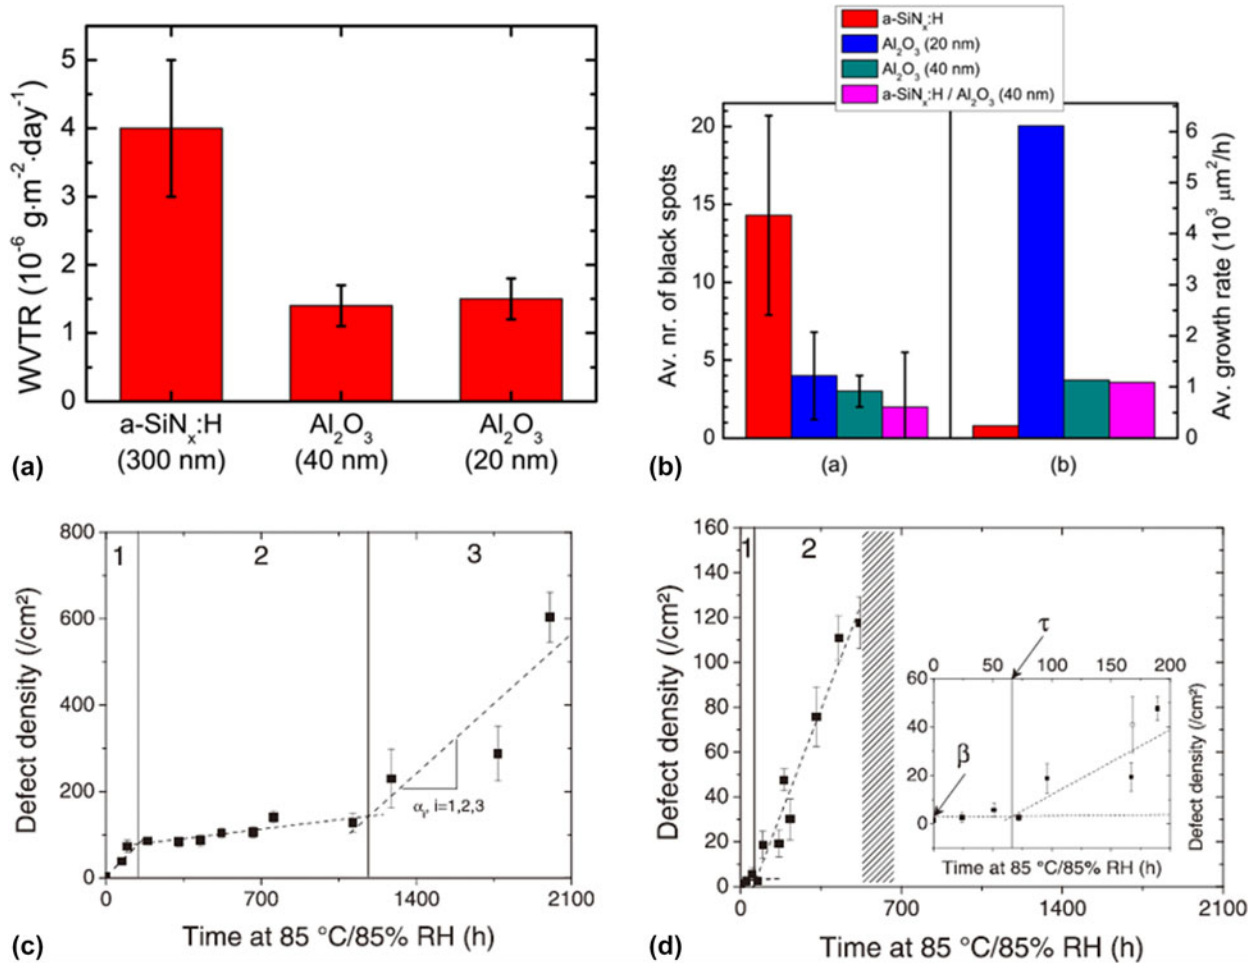 5
4
3
2
1
0
WVTR (10⁻⁶ g·m⁻²·day⁻¹)
a-SiNₓ:H
(300 nm)
Al₂O₃
(40 nm)
Al₂O₃
(20 nm)
(a)
a-SiNₓ:H
Al₂O₃ (20 nm)
Al₂O₃ (40 nm)
a-SiNₓ:H / Al₂O₃ (40 nm)
20
15
10
5
0
Av. nr. of black spots
6
5
4
3
2
1
0
Av. growth rate (10³ μm²/h)
(a)
(b)
(b)
800
600
400
200
0
Defect density (/cm²)
1
2
3
αᵢ, i=1,2,3
0
700
1400
2100
Time at 85 °C/85% RH (h)
(c)
160
140
120
100
80
60
40
20
0
Defect density (/cm²)
1
2
τ
0
50
100
150
200
60
40
20
0
Defect density (/cm²)
β
Time at 85 °C/85% RH (h)
0
700
1400
2100
Time at 85 °C/85% RH (h)
(d)